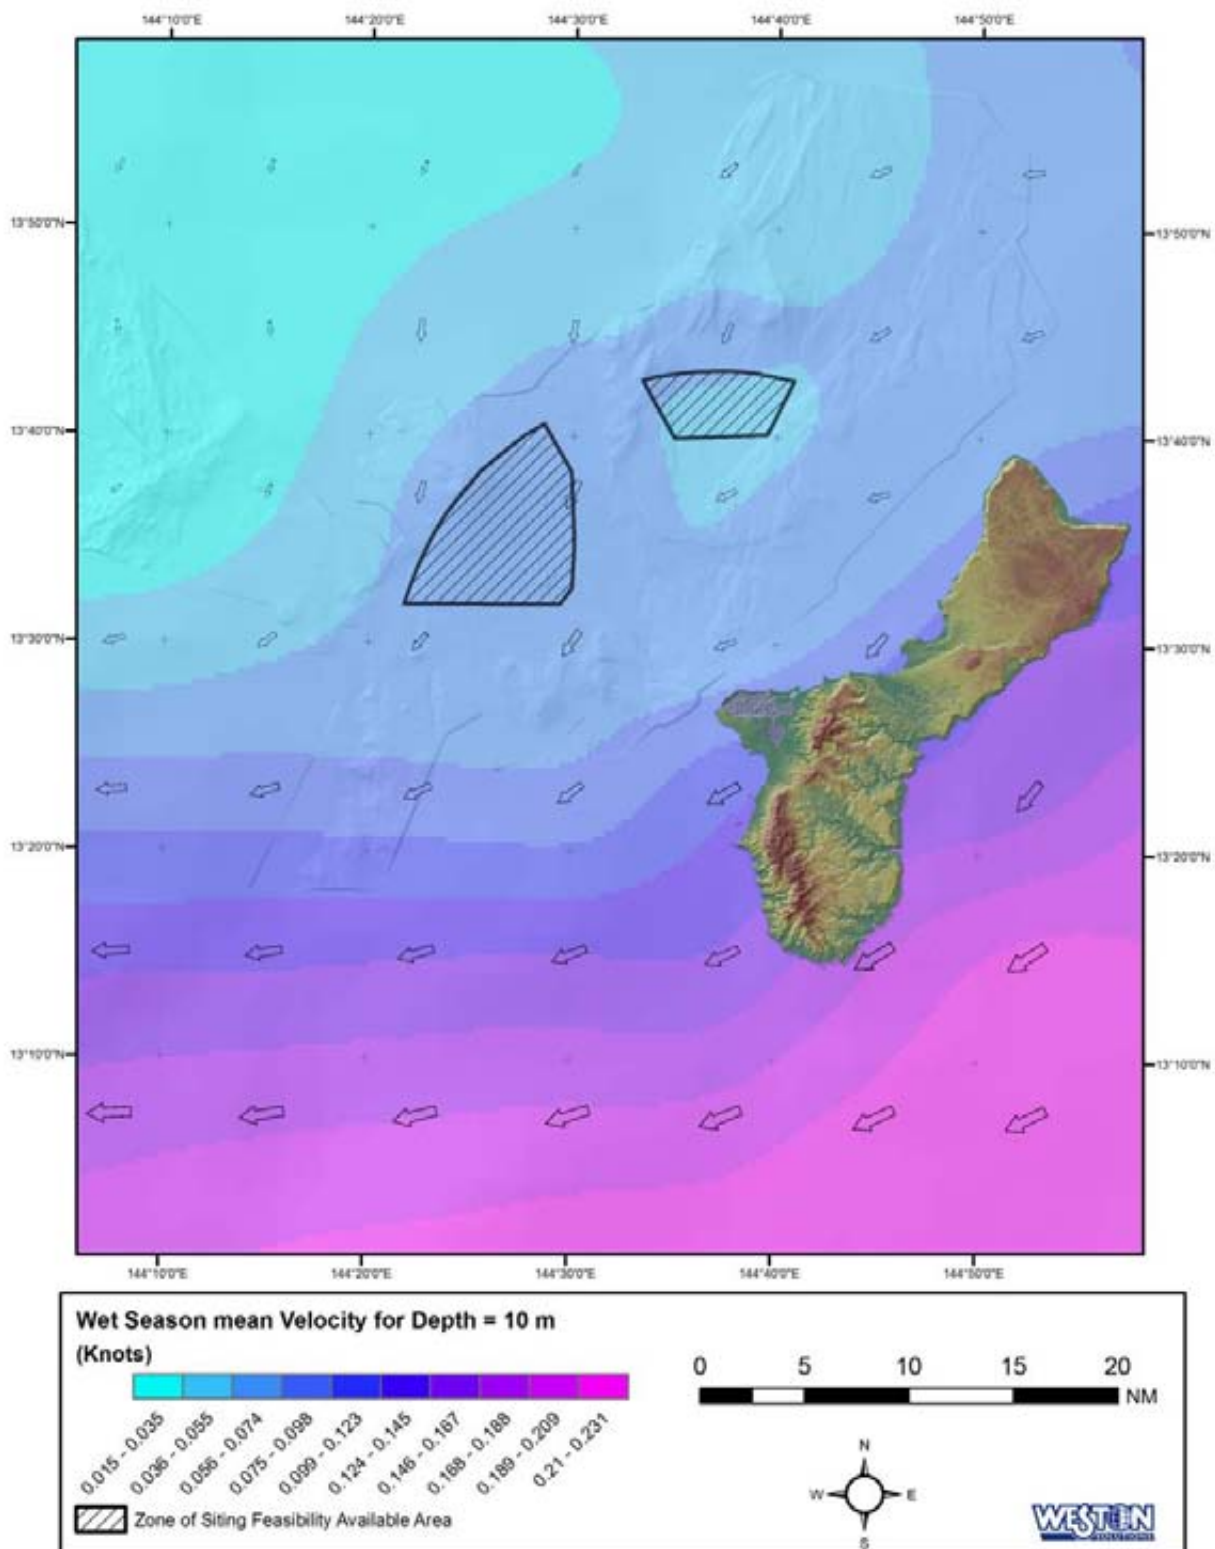 144°10'0"E 144°20'0"E 144°30'0"E 144°40'0"E 144°50'0"E
13°50'0"N 13°50'0"N
13°40'0"N 13°40'0"N
13°30'0"N 13°30'0"N
13°20'0"N 13°20'0"N
13°10'0"N 13°10'0"N
144°10'0"E 144°20'0"E 144°30'0"E 144°40'0"E 144°50'0"E
Wet Season mean Velocity for Depth = 10 m
(Knots)
0.015 - 0.035
0.036 - 0.055
0.056 - 0.074
0.075 - 0.098
0.099 - 0.123
0.124 - 0.145
0.146 - 0.167
0.168 - 0.188
0.189 - 0.209
0.21 - 0.231
Zone of Siting Feasibility Available Area
0 5 10 15 20
NM
N
W E
S
WESTON
SOLUTIONS